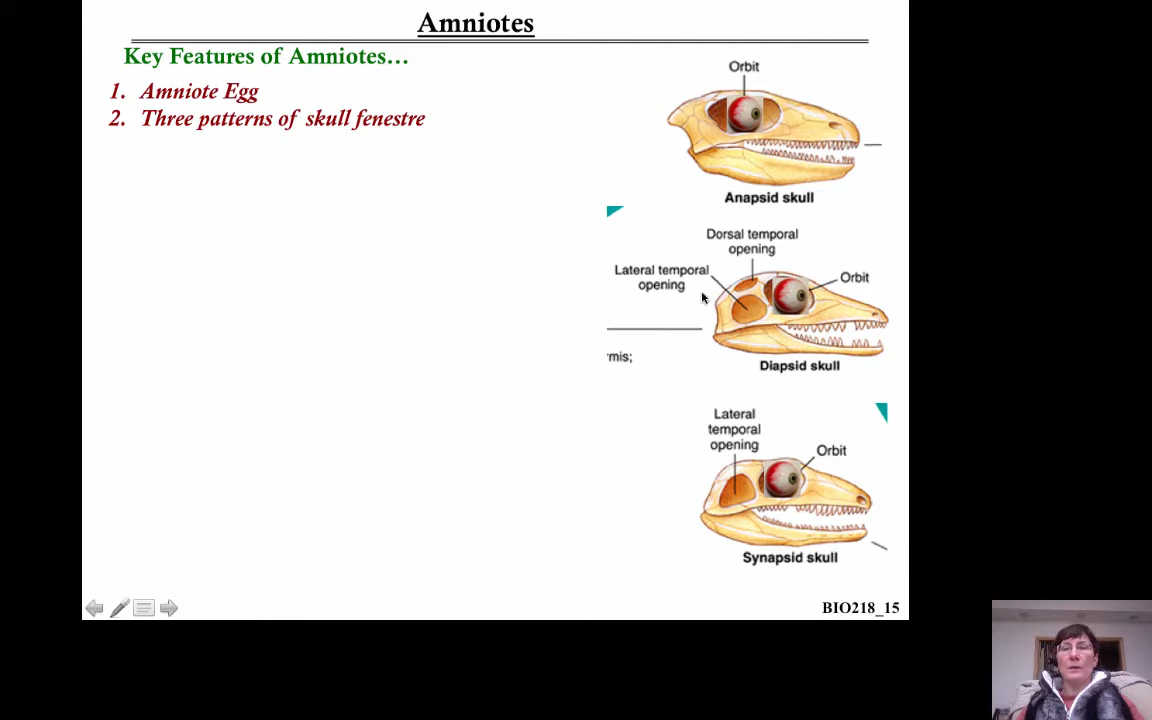 Amniotes
Key Features of Amniotes…
1. Amniote Egg
2. Three patterns of skull fenestre
Orbit
Anapsid skull
Dorsal temporal
opening
Lateral temporal
opening
Orbit
rmis;
Diapsid skull
Lateral
temporal
opening
Orbit
Synapsid skull
BIO218_15